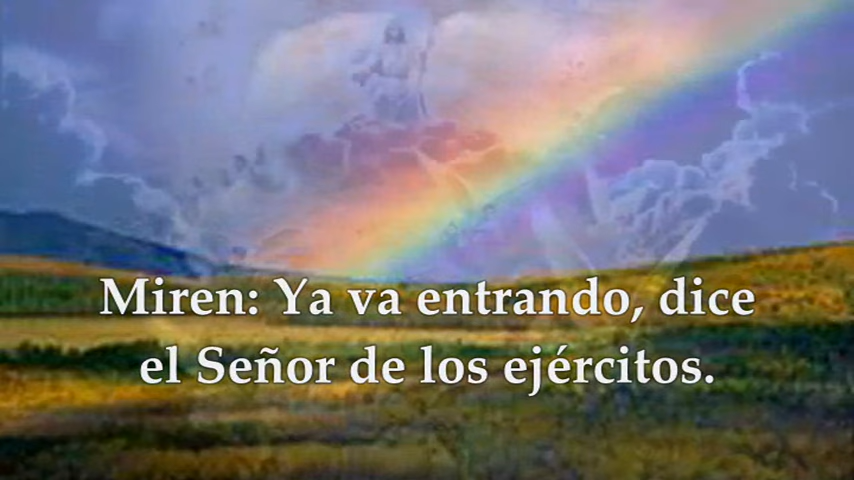 Miren: Ya va entrando, dice
el Señor de los ejércitos.